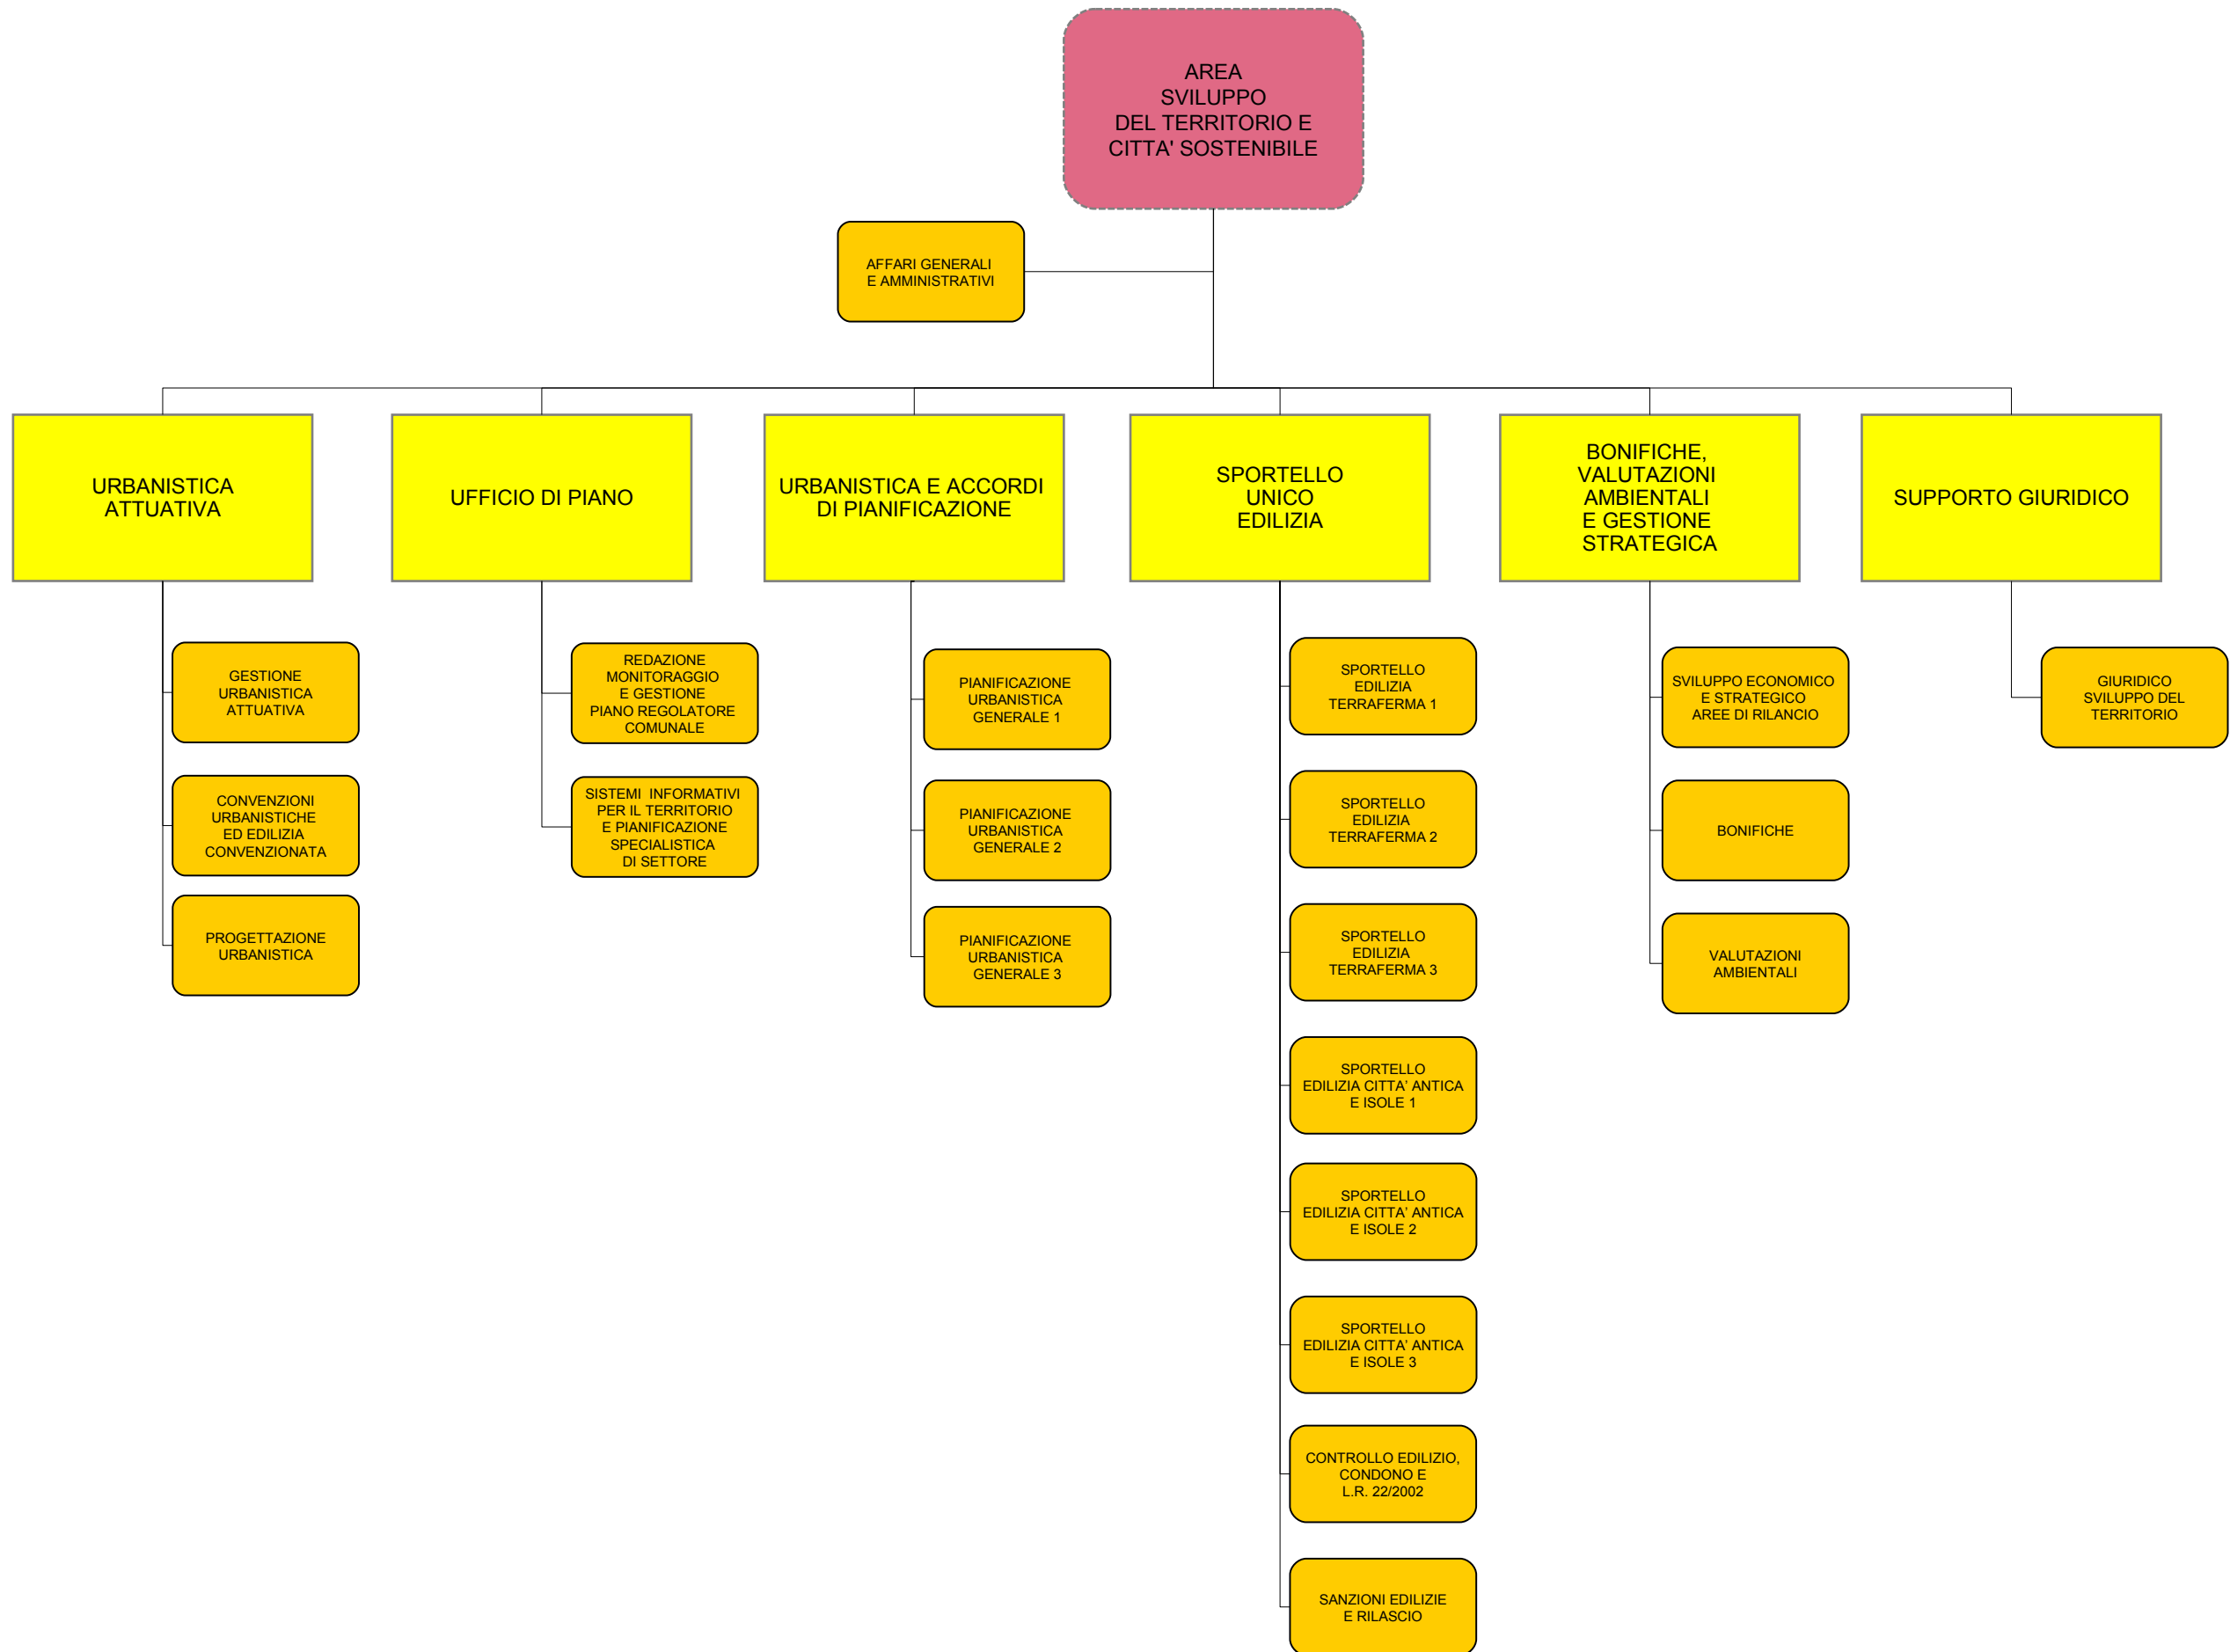 AREA
SVILUPPO
DEL TERRITORIO E
CITTA' SOSTENIBILE
AFFARI GENERALI
E AMMINISTRATIVI
URBANISTICA
ATTUATIVA
UFFICIO DI PIANO
URBANISTICA E ACCORDI
DI PIANIFICAZIONE
SPORTELLO
UNICO
EDILIZIA
BONIFICHE,
VALUTAZIONI
AMBIENTALI
E GESTIONE
STRATEGICA
SUPPORTO GIURIDICO
GESTIONE
URBANISTICA
ATTUATIVA
CONVENZIONI
URBANISTICHE
ED EDILIZIA
CONVENZIONATA
PROGETTAZIONE
URBANISTICA
REDAZIONE
MONITORAGGIO
E GESTIONE
PIANO REGOLATORE
COMUNALE
SISTEMI INFORMATIVI
PER IL TERRITORIO
E PIANIFICAZIONE
SPECIALISTICA
DI SETTORE
PIANIFICAZIONE
URBANISTICA
GENERALE 1
PIANIFICAZIONE
URBANISTICA
GENERALE 2
PIANIFICAZIONE
URBANISTICA
GENERALE 3
SPORTELLO
EDILIZIA
TERRAFERMA 1
SPORTELLO
EDILIZIA
TERRAFERMA 2
SPORTELLO
EDILIZIA
TERRAFERMA 3
SPORTELLO
EDILIZIA CITTA' ANTICA
E ISOLE 1
SPORTELLO
EDILIZIA CITTA' ANTICA
E ISOLE 2
SPORTELLO
EDILIZIA CITTA' ANTICA
E ISOLE 3
CONTROLLO EDILIZIO,
CONDONO E
L.R. 22/2002
SANZIONI EDILIZIE
E RILASCIO
SVILUPPO ECONOMICO
E STRATEGICO
AREE DI RILANCIO
BONIFICHE
VALUTAZIONI
AMBIENTALI
GIURIDICO
SVILUPPO DEL
TERRITORIO